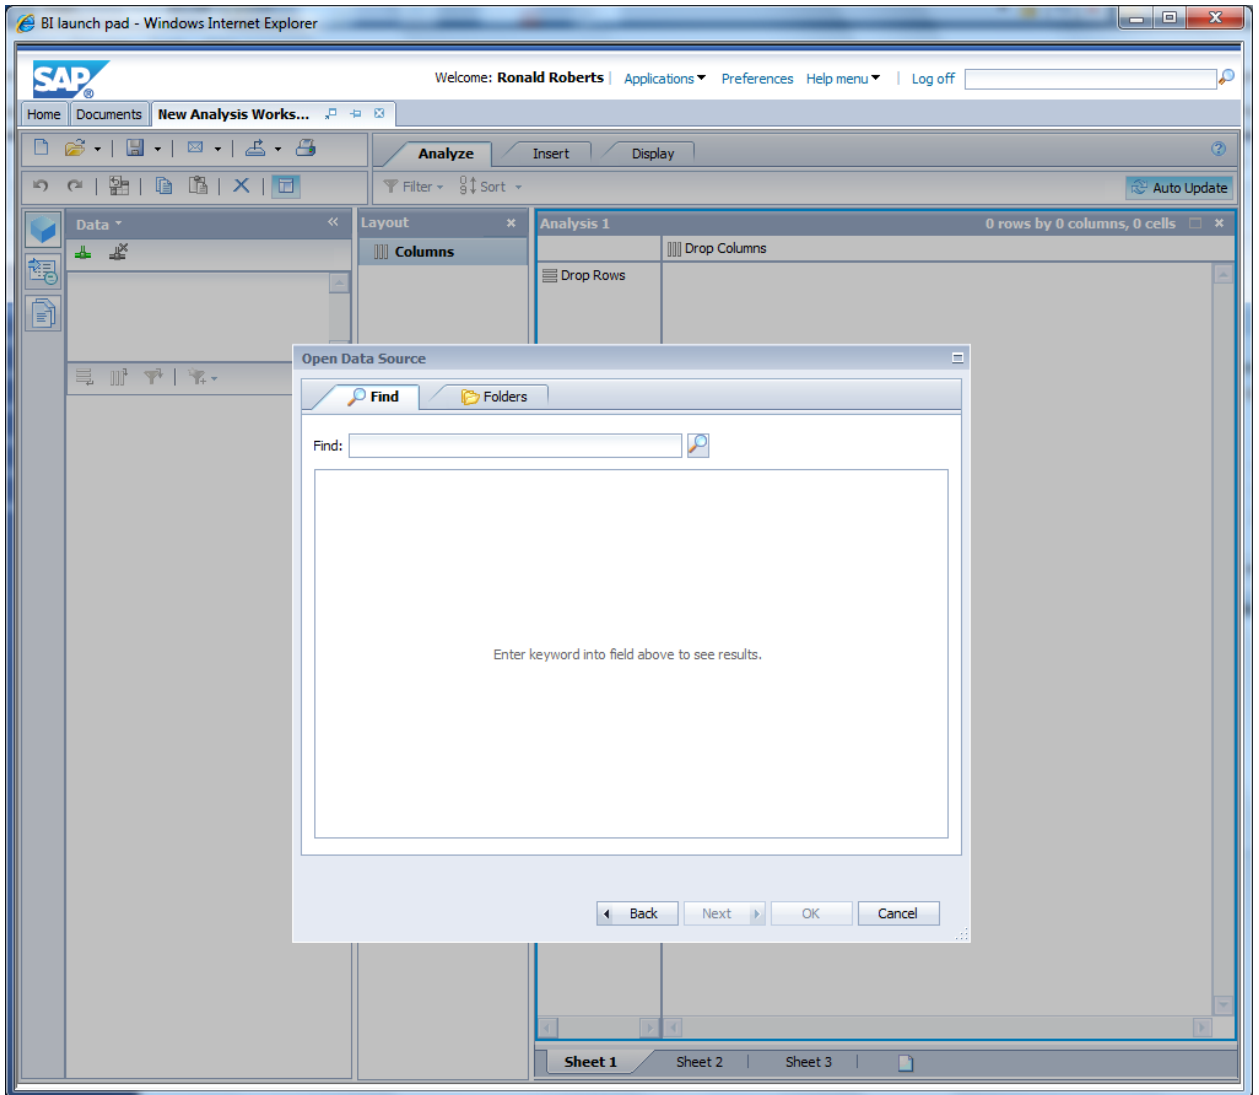 BI launch pad - Windows Internet Explorer
SAP®
Welcome: Ronald Roberts | Applications Preferences Help menu | Log off
Home Documents New Analysis Works...
Analyze Insert Display
Filter Sort Auto Update
Data Layout Analysis 1 0 rows by 0 columns, 0 cells
Columns Drop Columns
Drop Rows
Open Data Source
Find Folders
Find:
Enter keyword into field above to see results.
Back Next OK Cancel
Sheet 1 Sheet 2 Sheet 3